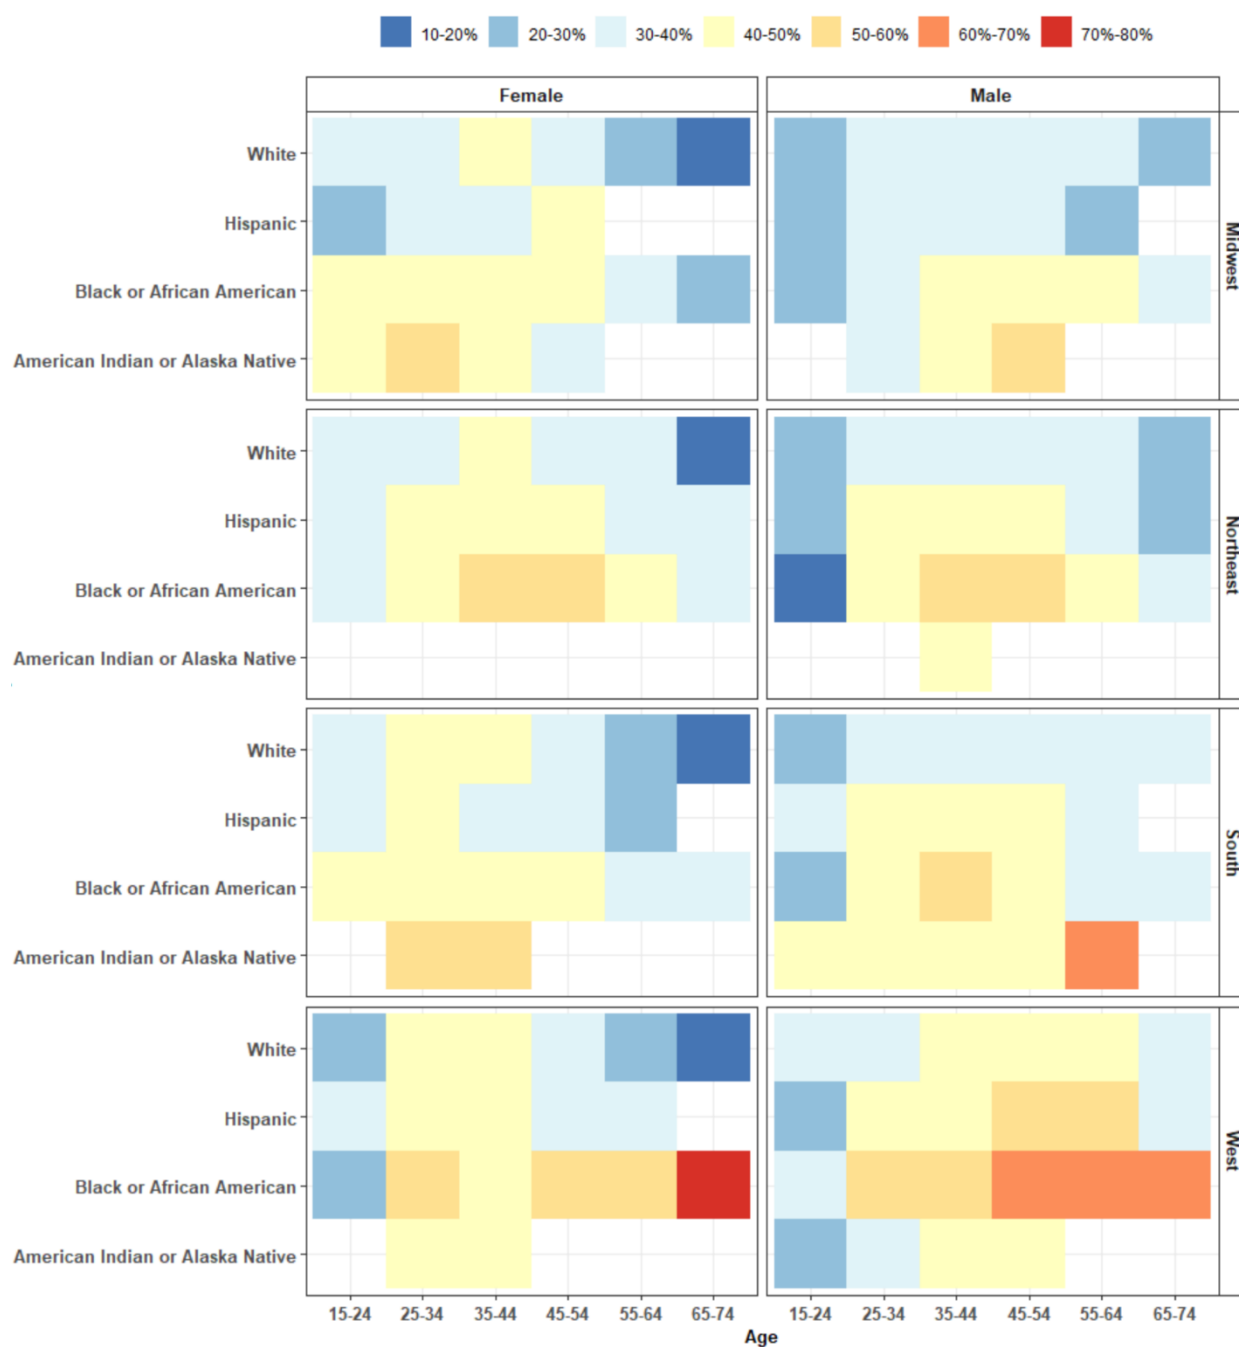 10-20% 20-30% 30-40% 40-50% 50-60% 60%-70% 70%-80%
Female Male
White
Hispanic
Black or African American
American Indian or Alaska Native
Midwest
White
Hispanic
Black or African American
American Indian or Alaska Native
Northeast
White
Hispanic
Black or African American
American Indian or Alaska Native
South
White
Hispanic
Black or African American
American Indian or Alaska Native
West
15-24 25-34 35-44 45-54 55-64 65-74 15-24 25-34 35-44 45-54 55-64 65-74
Age